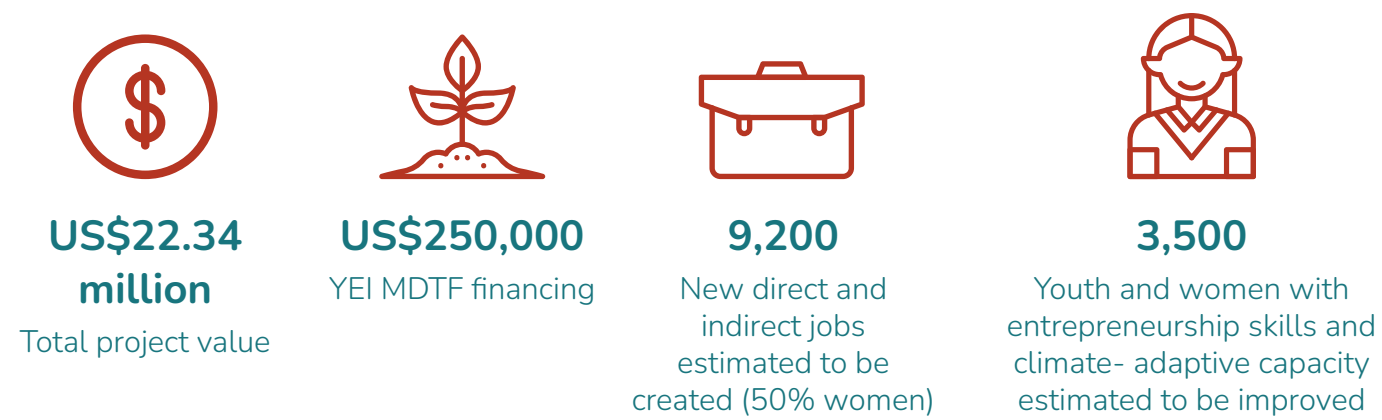 US$22.34
million
Total project value
US$250,000
YEI MDTF financing
9,200
New direct and
indirect jobs
estimated to be
created (50% women)
3,500
Youth and women with
entrepreneurship skills and
climate- adaptive capacity
estimated to be improved